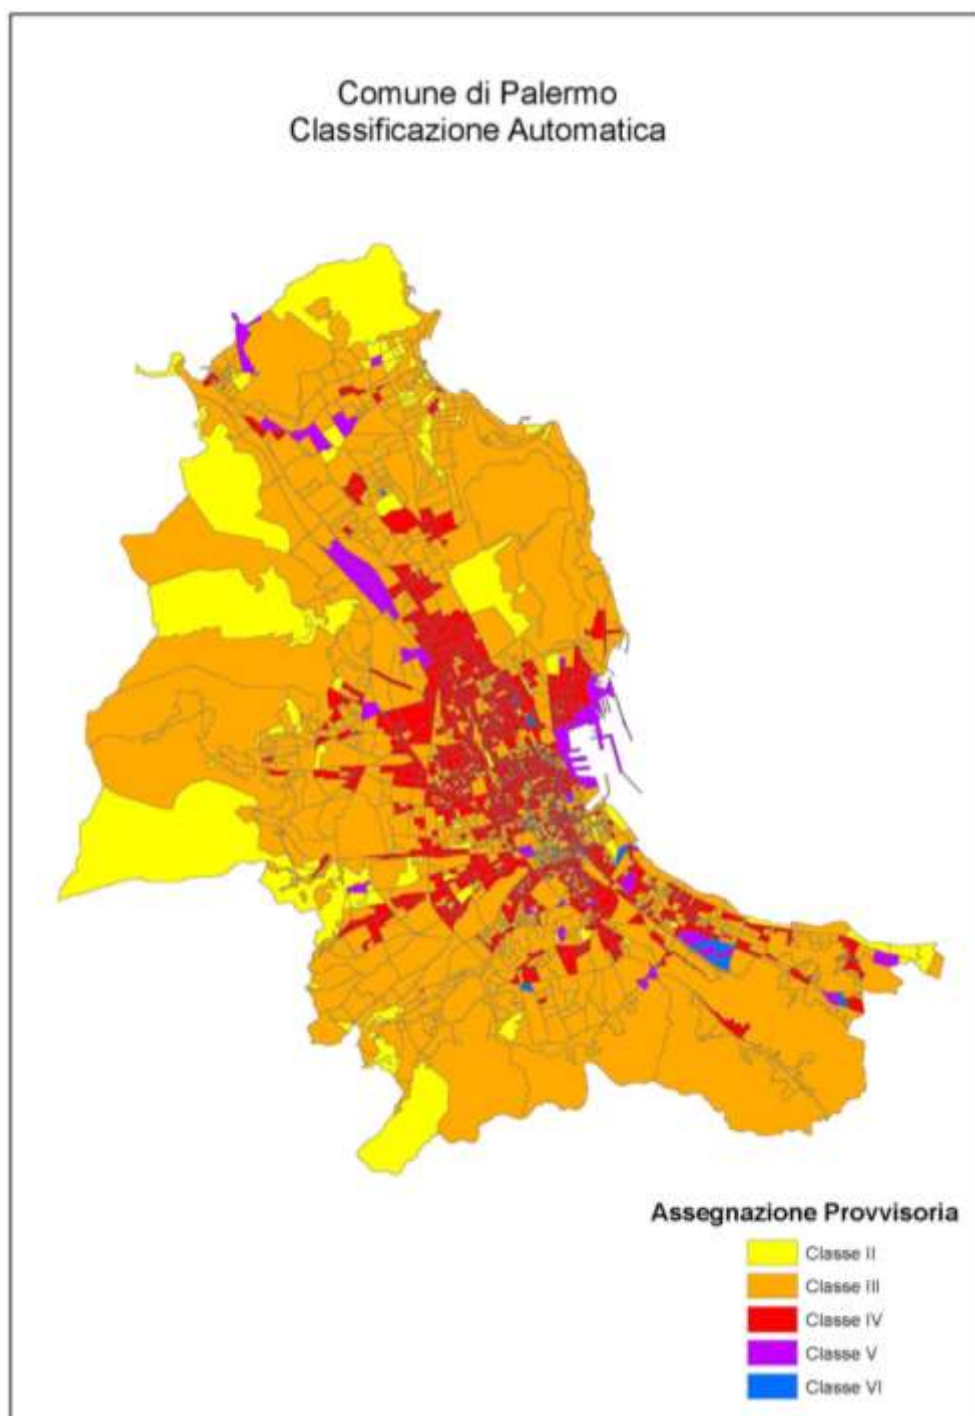 Comune di Palermo
Classificazione Automatica
Assegnazione Provvisoria
Classe II
Classe III
Classe IV
Classe V
Classe VI